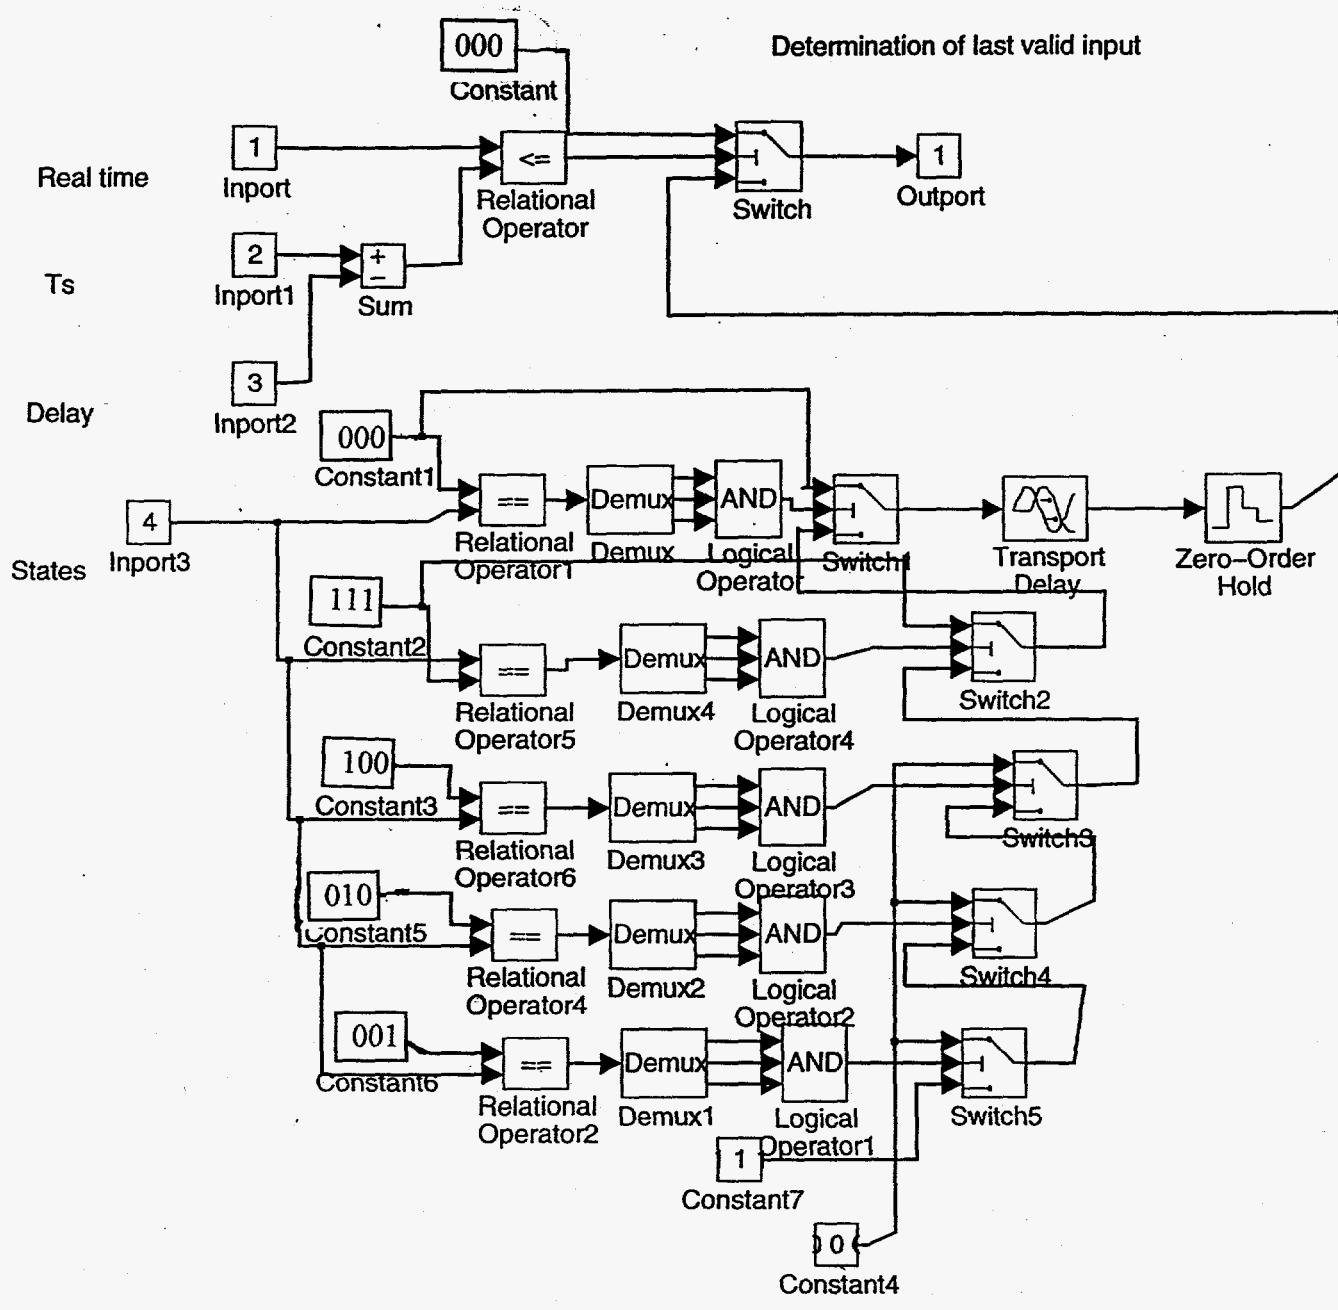 000
Determination of last valid input
Constant
1
<=
1
Real time
Inport
Relational
Operator
Switch
Outport
2
+
−
Ts
Inport1
Sum
3
Delay
Inport2
000
Constant1
4
==
Demux
AND
States
Inport3
Relational
Operator1
Demux
Logical
Operator
Switch1
Transport
Delay
Zero−Order
Hold
111
Constant2
==
Demux
AND
Relational
Operator5
Demux4
Logical
Operator4
Switch2
100
Constant3
==
Demux
AND
Relational
Operator6
Demux3
Logical
Operator3
Switch3
010
Constant5
==
Demux
AND
Relational
Operator4
Demux2
Logical
Operator2
Switch4
001
Constant6
==
Demux
AND
Relational
Operator2
Demux1
Logical
Operator1
Switch5
1
Constant7
0
Constant4